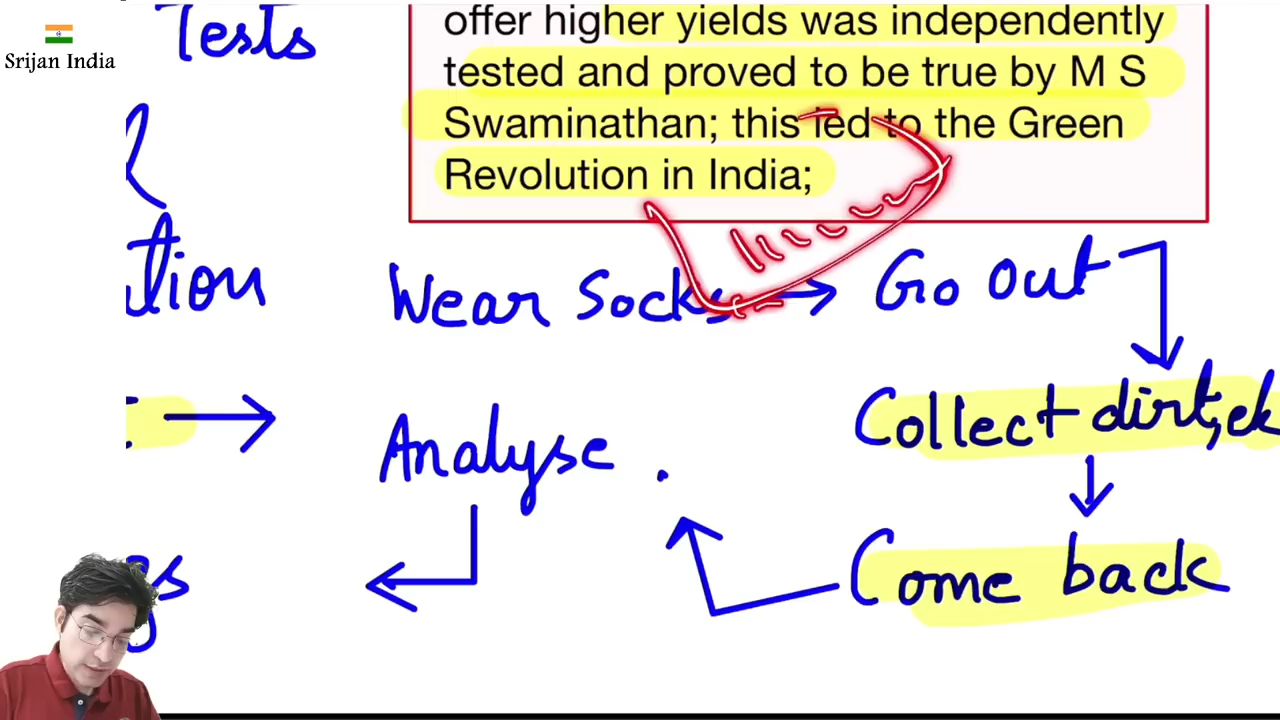 Tests
Srijan India
offer higher yields was independently
tested and proved to be true by M S
Swaminathan; this led to the Green
Revolution in India;
Wear Socks → Go out
Collect dirt,
Analyse .
Come back